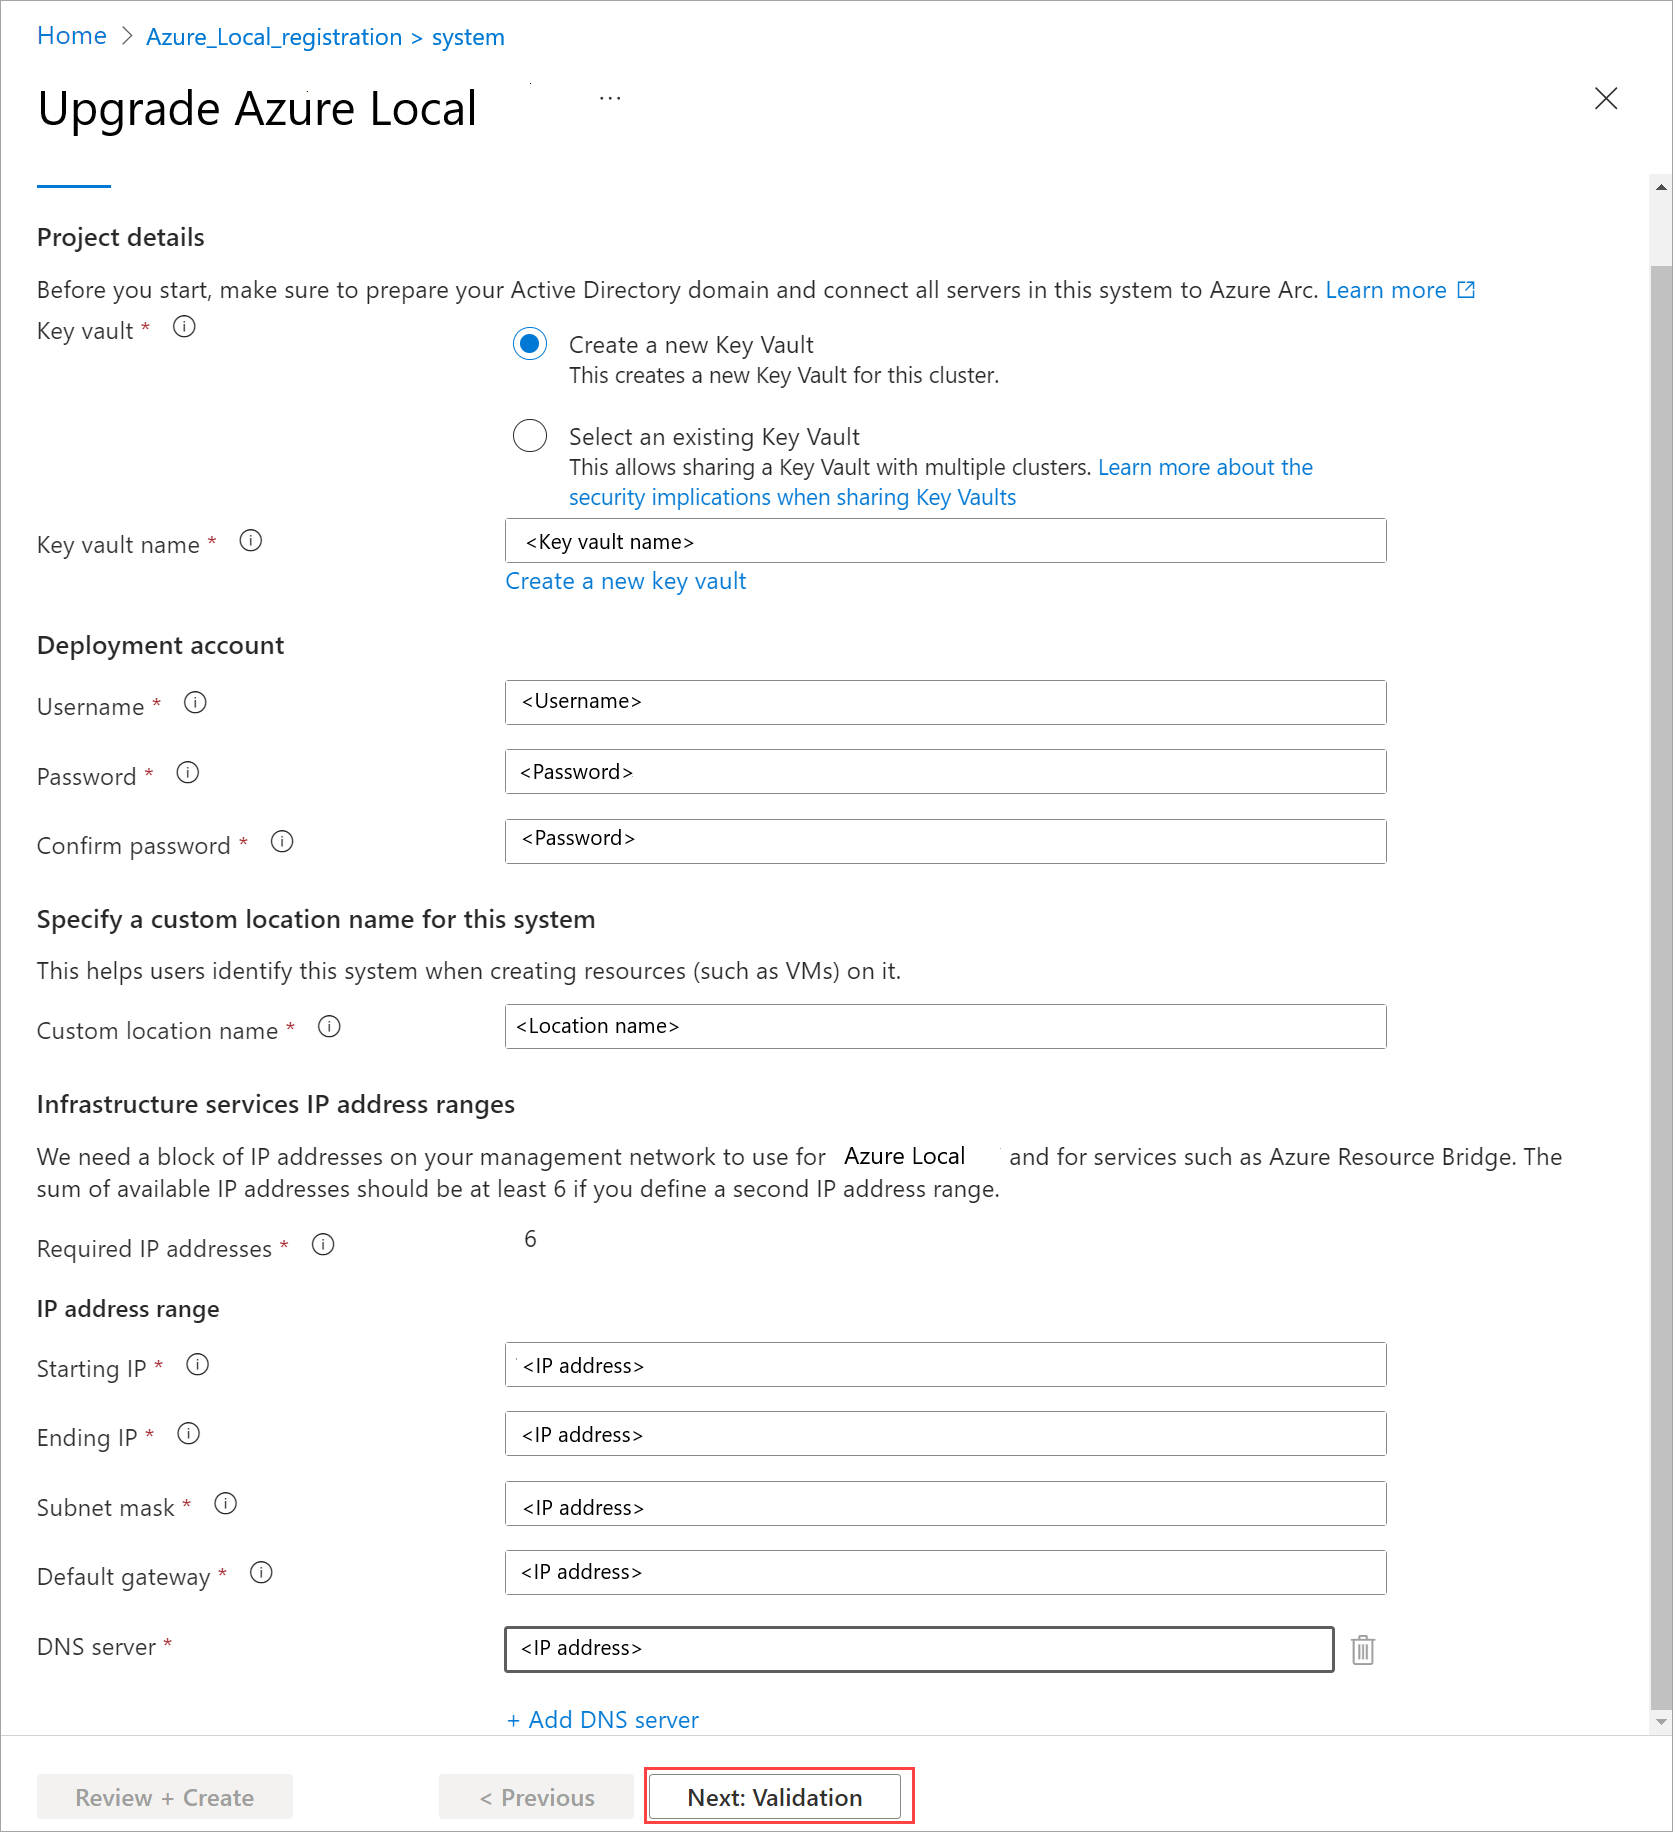 Home > Azure_Local_registration > system
Upgrade Azure Local ...
Project details
Before you start, make sure to prepare your Active Directory domain and connect all servers in this system to Azure Arc. Learn more
Key vault *
Create a new Key Vault
This creates a new Key Vault for this cluster.
Select an existing Key Vault
This allows sharing a Key Vault with multiple clusters. Learn more about the
security implications when sharing Key Vaults
Key vault name * <Key vault name>
Create a new key vault
Deployment account
Username * <Username>
Password * <Password>
Confirm password * <Password>
Specify a custom location name for this system
This helps users identify this system when creating resources (such as VMs) on it.
Custom location name * <Location name>
Infrastructure services IP address ranges
We need a block of IP addresses on your management network to use for Azure Local and for services such as Azure Resource Bridge. The
sum of available IP addresses should be at least 6 if you define a second IP address range.
Required IP addresses * 6
IP address range
Starting IP * <IP address>
Ending IP * <IP address>
Subnet mask * <IP address>
Default gateway * <IP address>
DNS server * <IP address>
+ Add DNS server
Review + Create < Previous Next: Validation